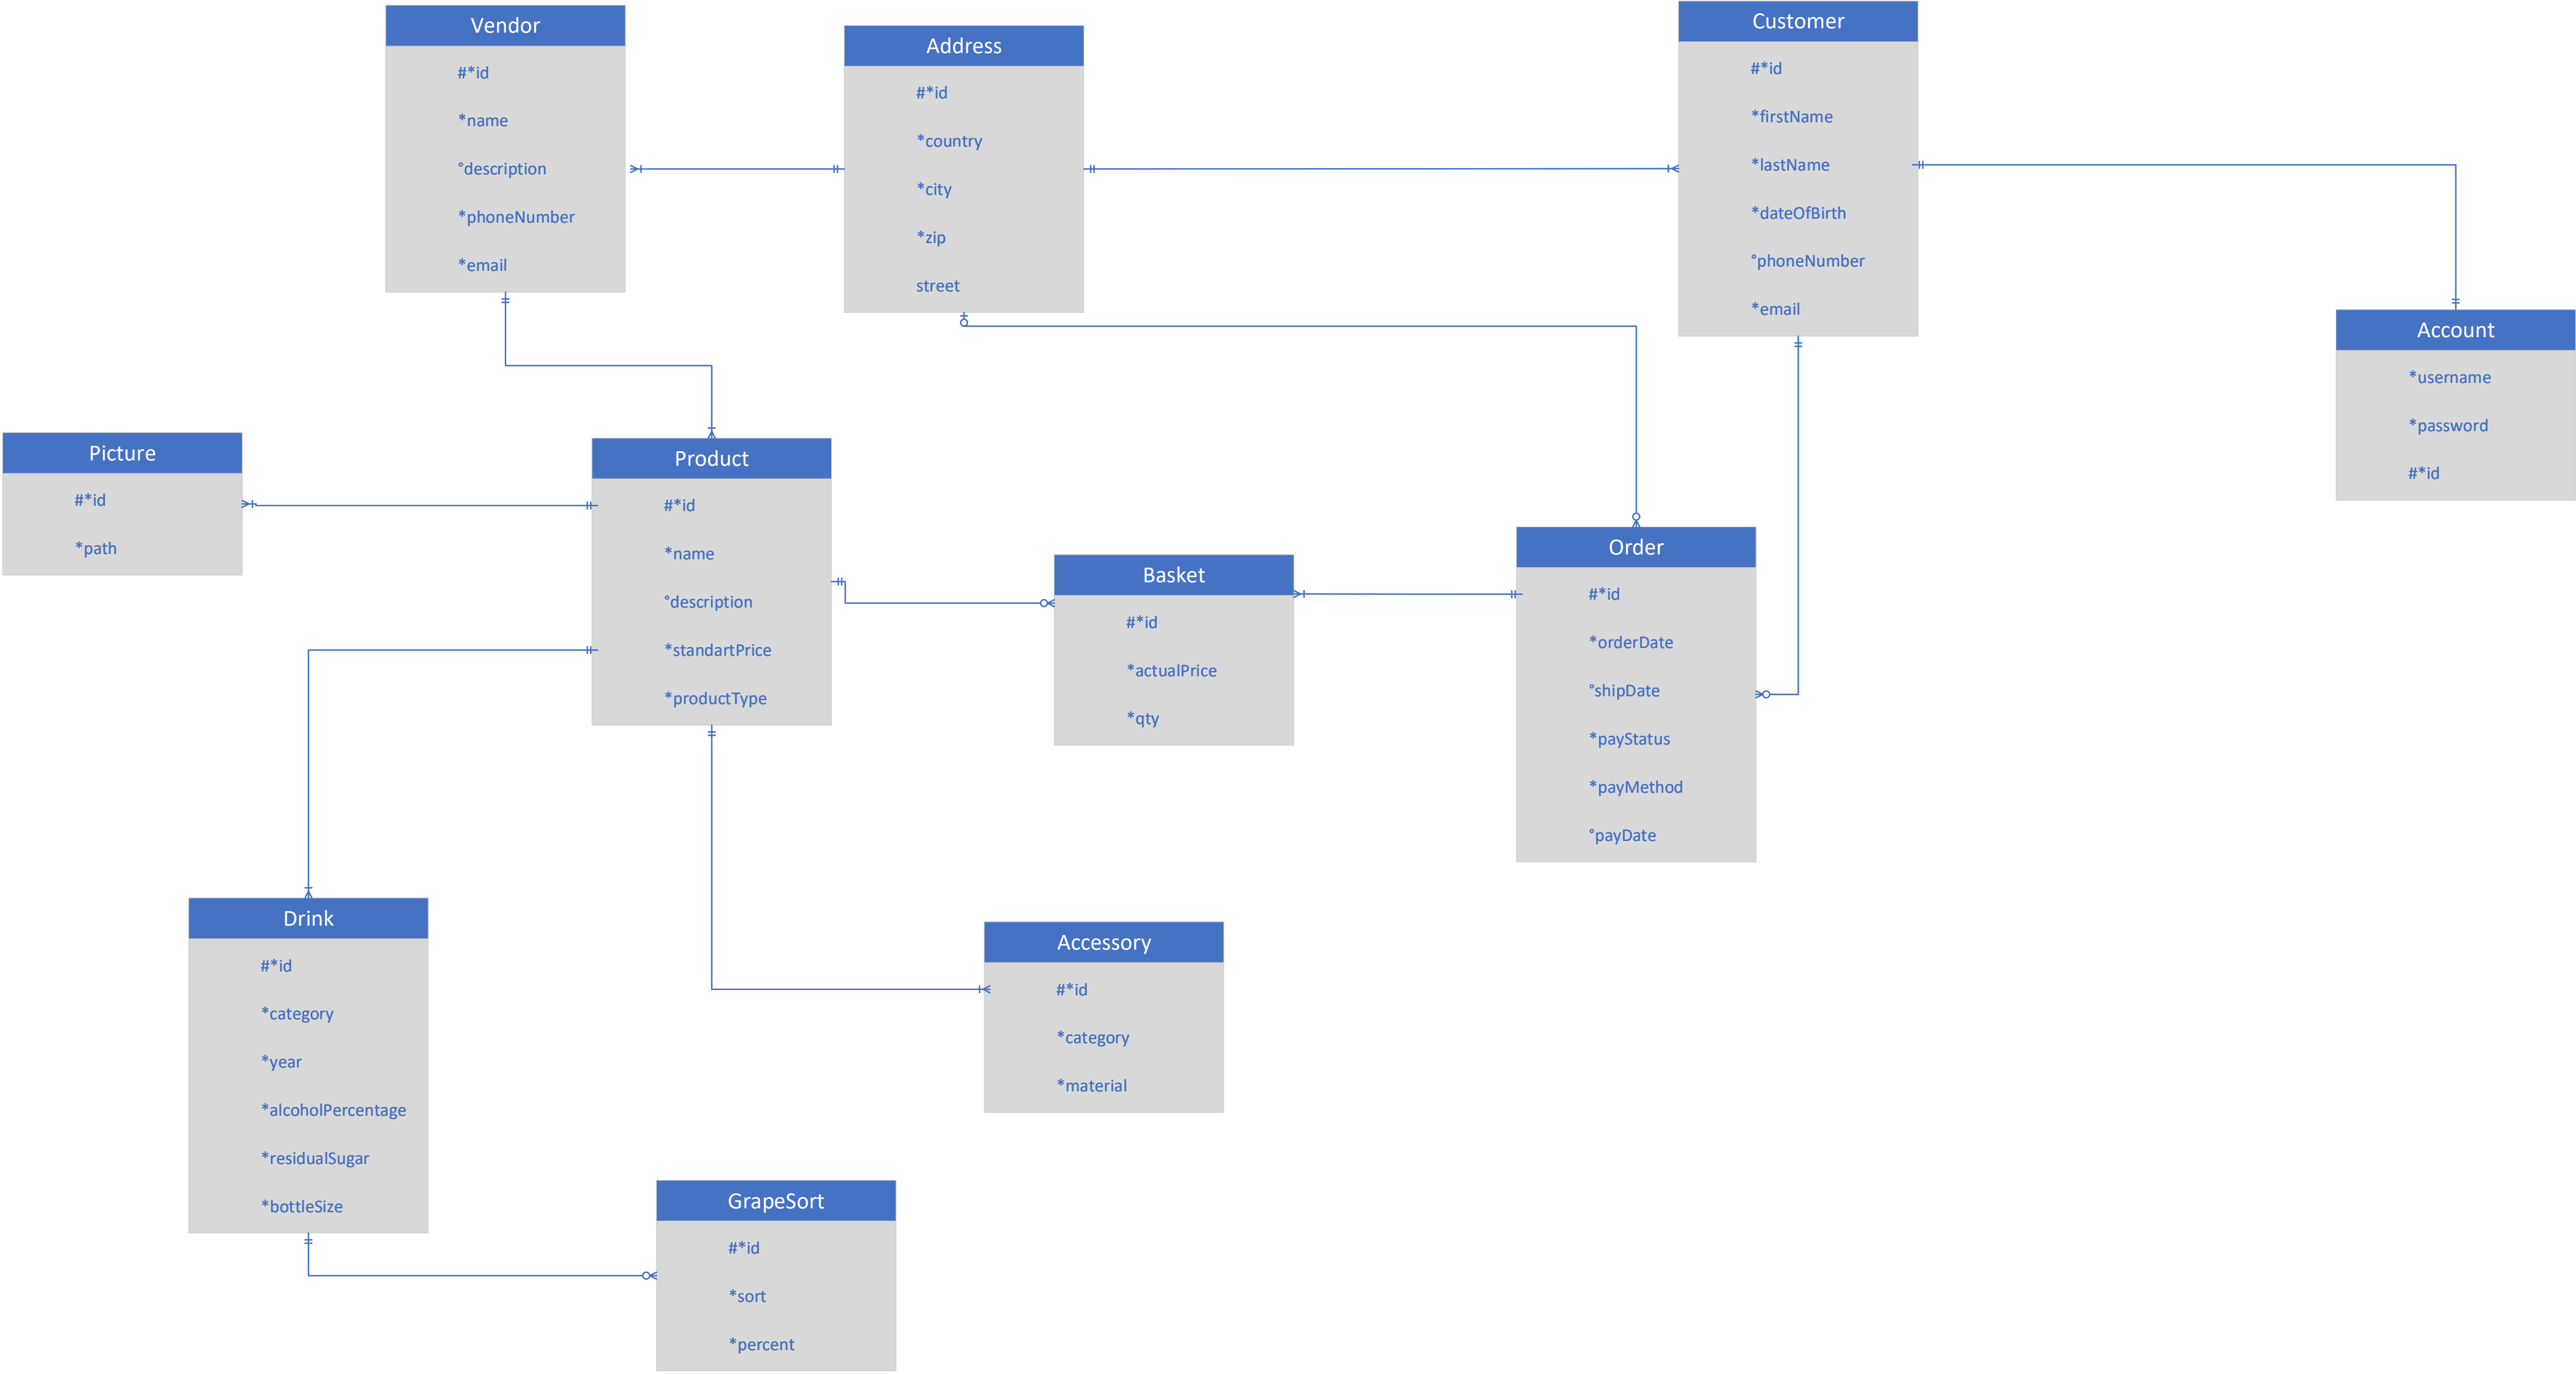 Vendor
#*id
*name
°description
*phoneNumber
*email
Address
#*id
*country
*city
*zip
street
Customer
#*id
*firstName
*lastName
*dateOfBirth
°phoneNumber
*email
Account
*username
*password
#*id
Picture
#*id
*path
Product
#*id
*name
°description
*standartPrice
*productType
Basket
#*id
*actualPrice
*qty
Order
#*id
*orderDate
°shipDate
*payStatus
*payMethod
°payDate
Drink
#*id
*category
*year
*alcoholPercentage
*residualSugar
*bottleSize
Accessory
#*id
*category
*material
GrapeSort
#*id
*sort
*percent